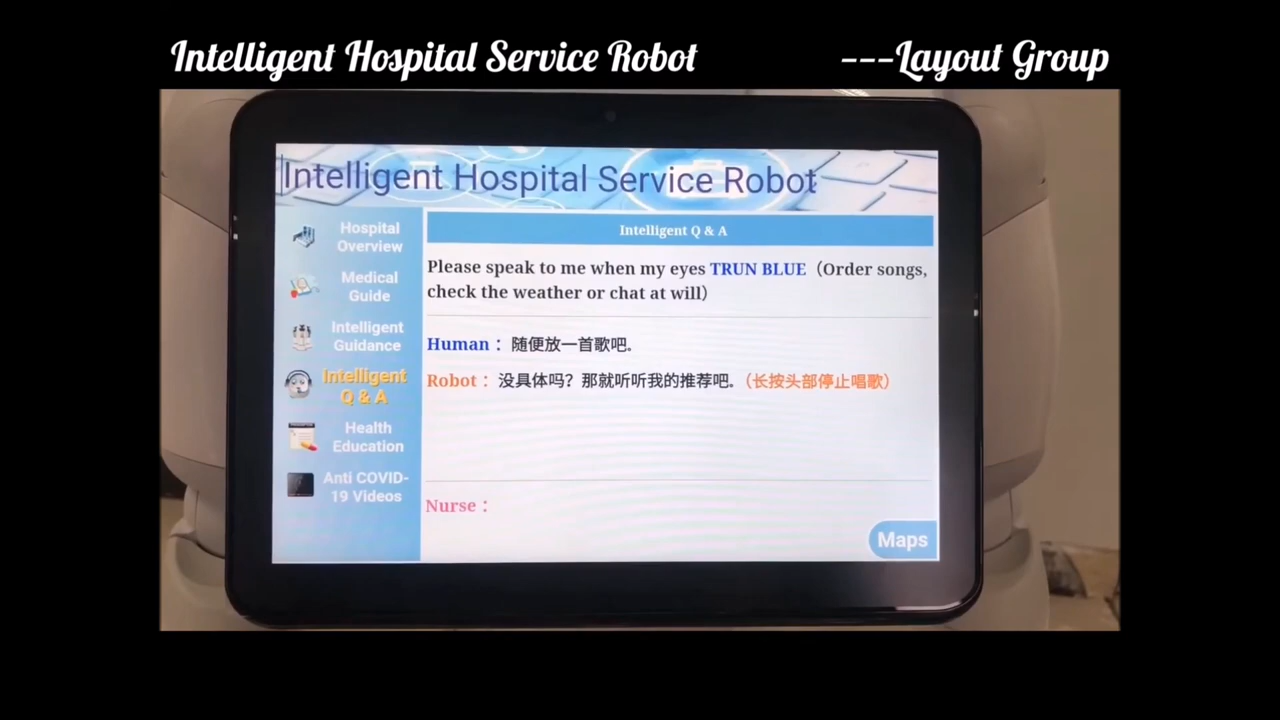 Intelligent Hospital Service Robot ---Layout Group
Intelligent Hospital Service Robot
Hospital
Overview
Medical
Guide
Intelligent
Guidance
Intelligent
Q & A
Health
Education
Anti COVID-
19 Videos
Intelligent Q & A
Please speak to me when my eyes TRUN BLUE（Order songs,
check the weather or chat at will）
Human： 随便放一首歌吧。
Robot： 没具体吗？那就听听我的推荐吧。（长按头部停止唱歌）
Nurse：
Maps